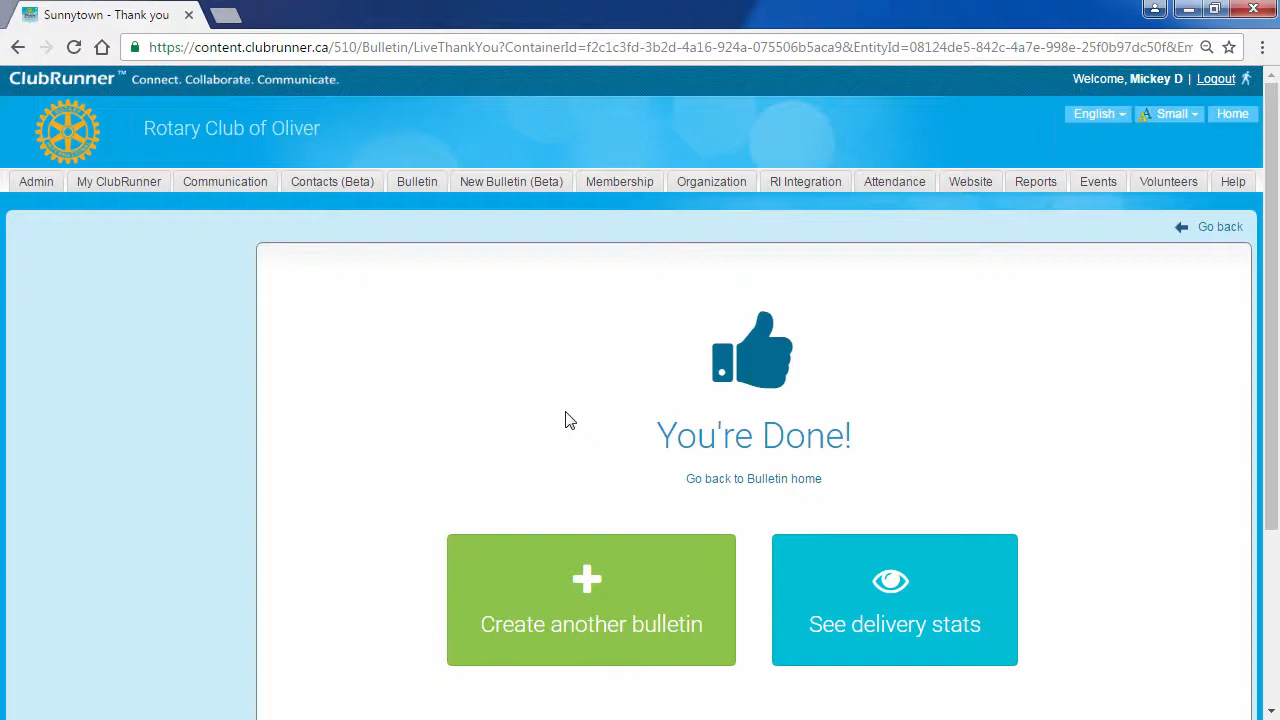 Sunnytown - Thank you
https://content.clubrunner.ca/510/Bulletin/LiveThankYou?ContainerId=f2c1c3fd-3b2d-4a16-924a-075506b5aca9&EntityId=08124de5-842c-4a7e-998e-25f0b97dc50f&Em
ClubRunner™ Connect. Collaborate. Communicate.
Welcome, Mickey D | Logout
English Small Home
Rotary Club of Oliver
Admin My ClubRunner Communication Contacts (Beta) Bulletin New Bulletin (Beta) Membership Organization RI Integration Attendance Website Reports Events Volunteers Help
Go back
You're Done!
Go back to Bulletin home
Create another bulletin
See delivery stats